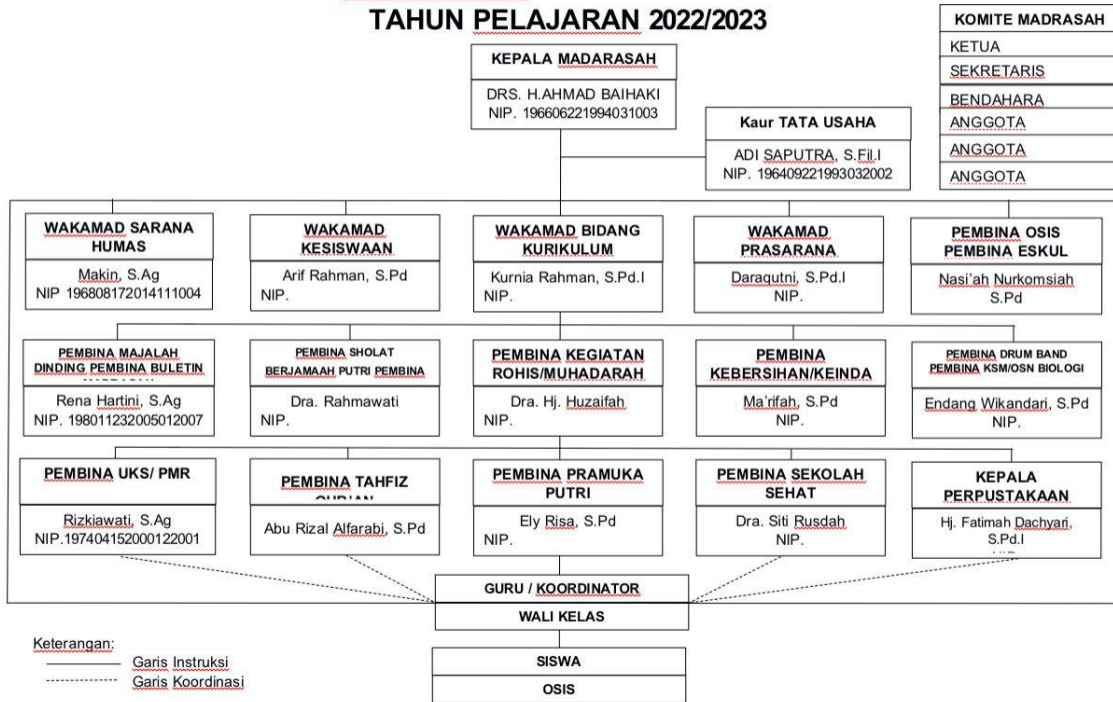 TAHUN PELAJARAN 2022/2023
KOMITE MADRASAH
KETUA
SEKRETARIS
BENDAHARA
ANGGOTA
ANGGOTA
ANGGOTA
KEPALA MADARASAH
DRS. H.AHMAD BAIHAKI
NIP. 196606221994031003
Kaur TATA USAHA
ADI SAPUTRA, S.Fil.I
NIP. 196409221993032002
WAKAMAD SARANA
HUMAS
Makin, S.Ag
NIP 196808172014111004
WAKAMAD
KESISWAAN
Arif Rahman, S.Pd
NIP.
WAKAMAD BIDANG
KURIKULUM
Kurnia Rahman, S.Pd.I
NIP.
WAKAMAD
PRASARANA
Daraqutni, S.Pd.I
NIP.
PEMBINA OSIS
PEMBINA ESKUL
Nasi'ah Nurkomsiah
S.Pd
PEMBINA MAJALAH
DINDING PEMBINA BULETIN
Rena Hartini, S.Ag
NIP. 198011232005012007
PEMBINA SHOLAT
BERJAMAAH PUTRI PEMBINA
Dra. Rahmawati
NIP.
PEMBINA KEGIATAN
ROHIS/MUHADARAH
Dra. Hj. Huzaifah
NIP.
PEMBINA
KEBERSIHAN/KEINDA
Ma'rifah, S.Pd
NIP.
PEMBINA DRUM BAND
PEMBINA KSM/OSN BIOLOGI
Endang Wikandari, S.Pd
NIP.
PEMBINA UKS/ PMR
Rizkiawati, S.Ag
NIP.197404152000122001
PEMBINA TAHFIZ
Abu Rizal Alfarabi, S.Pd
PEMBINA PRAMUKA
PUTRI
Ely Risa, S.Pd
NIP.
PEMBINA SEKOLAH
SEHAT
Dra. Siti Rusdah
NIP.
KEPALA
PERPUSTAKAAN
Hj. Fatimah Dachyari,
S.Pd.I
GURU / KOORDINATOR
WALI KELAS
SISWA
OSIS
Keterangan:
Garis Instruksi
Garis Koordinasi